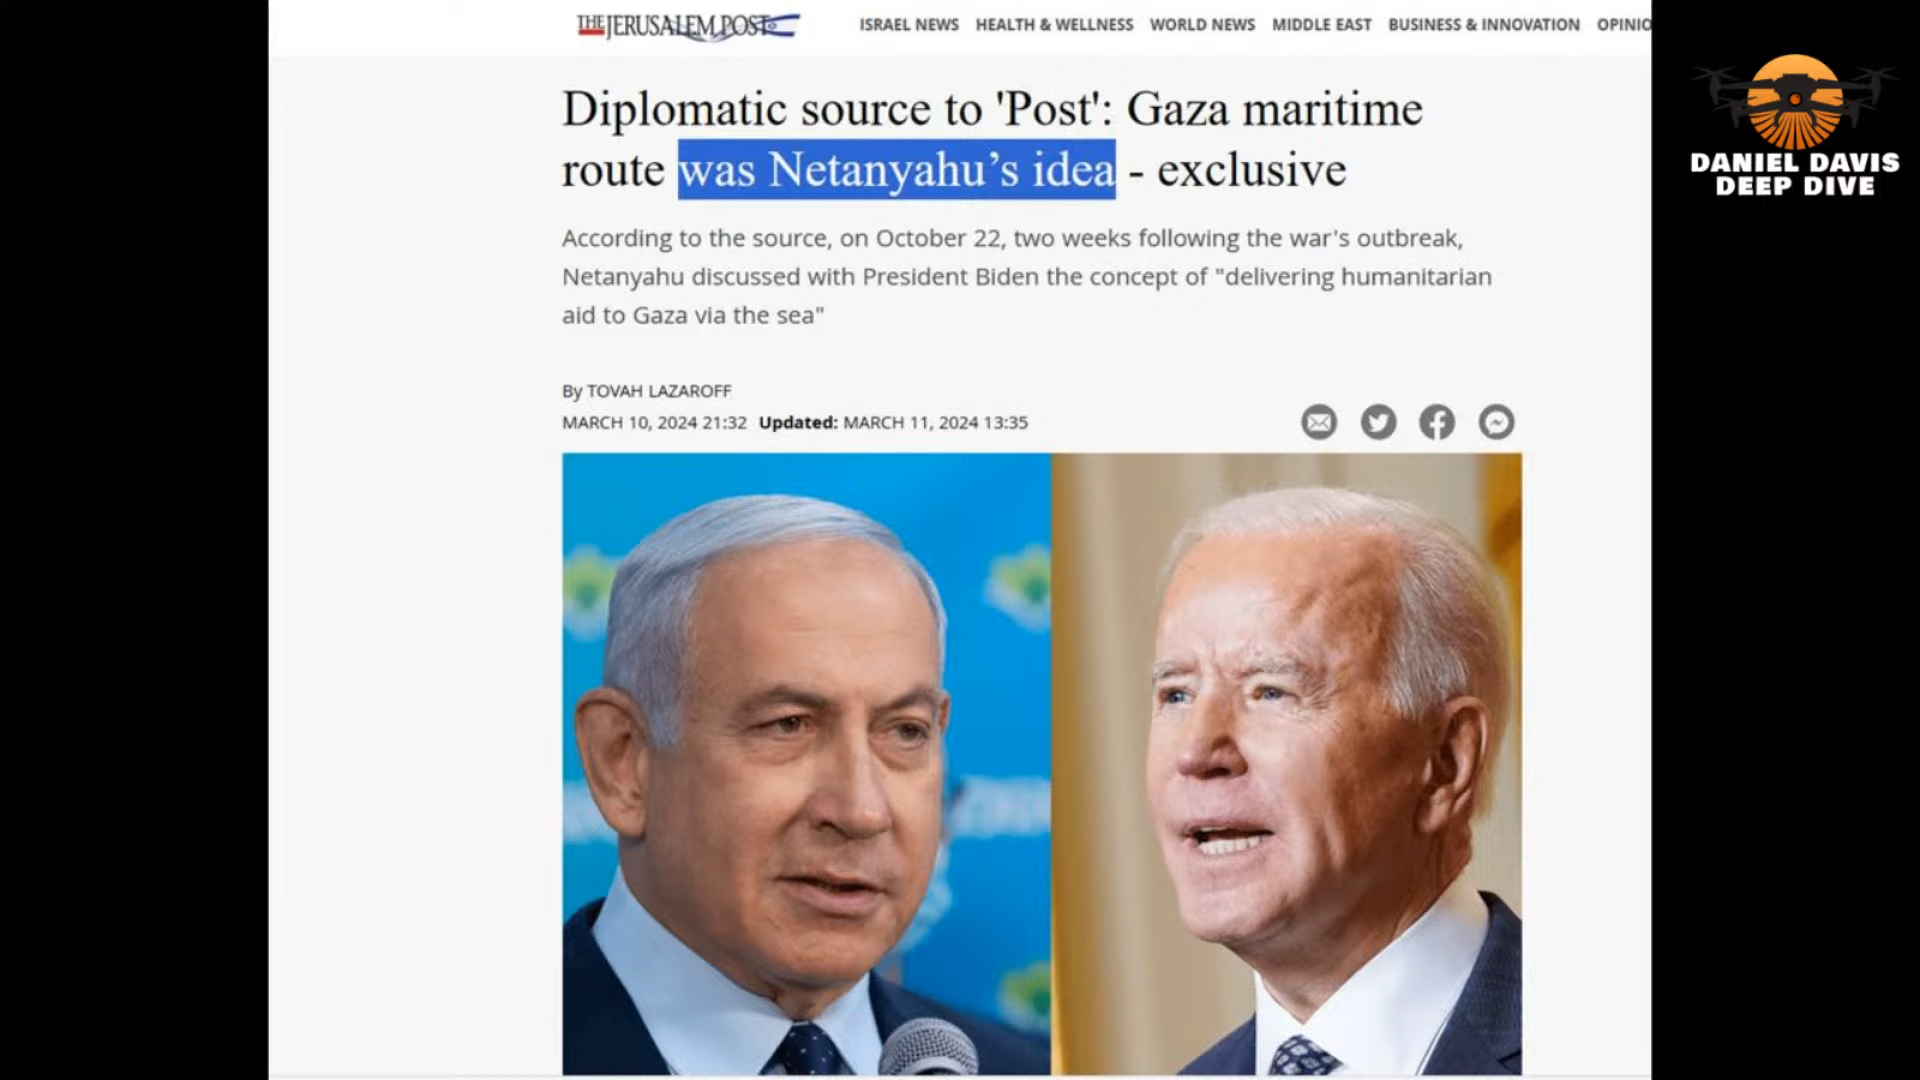 THE JERUSALEM POST
ISRAEL NEWS HEALTH & WELLNESS WORLD NEWS MIDDLE EAST BUSINESS & INNOVATION OPINIO
DANIEL DAVIS
DEEP DIVE
Diplomatic source to 'Post': Gaza maritime
route was Netanyahu’s idea - exclusive
According to the source, on October 22, two weeks following the war's outbreak,
Netanyahu discussed with President Biden the concept of "delivering humanitarian
aid to Gaza via the sea"
By TOVAH LAZAROFF
MARCH 10, 2024 21:32 Updated: MARCH 11, 2024 13:35